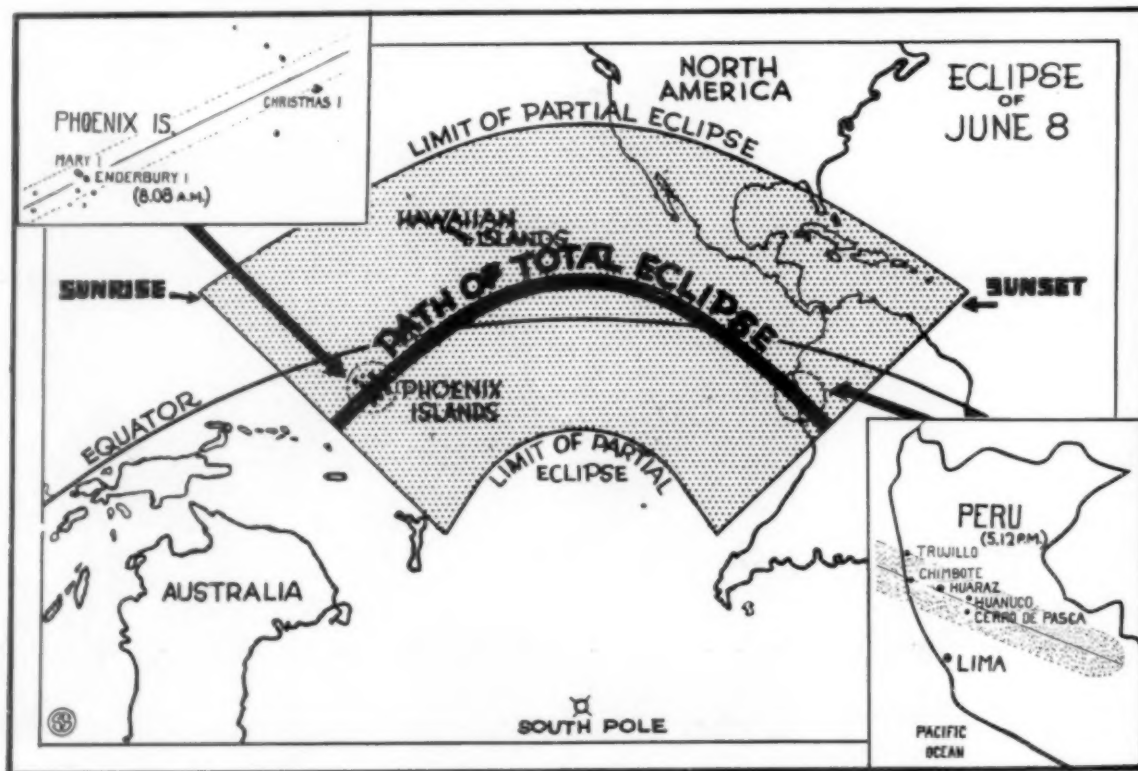 PHOENIX IS.
CHRISTMAS I
MARY I
ENDERBURY I
(8.08 A.M.)
NORTH
AMERICA
ECLIPSE
OF
JUNE 8
LIMIT OF PARTIAL ECLIPSE
HAWAIIAN
ISLANDS
SUNRISE
PATH OF TOTAL ECLIPSE
SUNSET
PHOENIX
ISLANDS
EQUATOR
LIMIT OF PARTIAL
ECLIPSE
AUSTRALIA
PERU
(5.12 P.M.)
TRUJILLO
CHIMBOTE
HUARAZ
HUANUCO
CERRO DE PASCA
LIMA
PACIFIC
OCEAN
SOUTH POLE